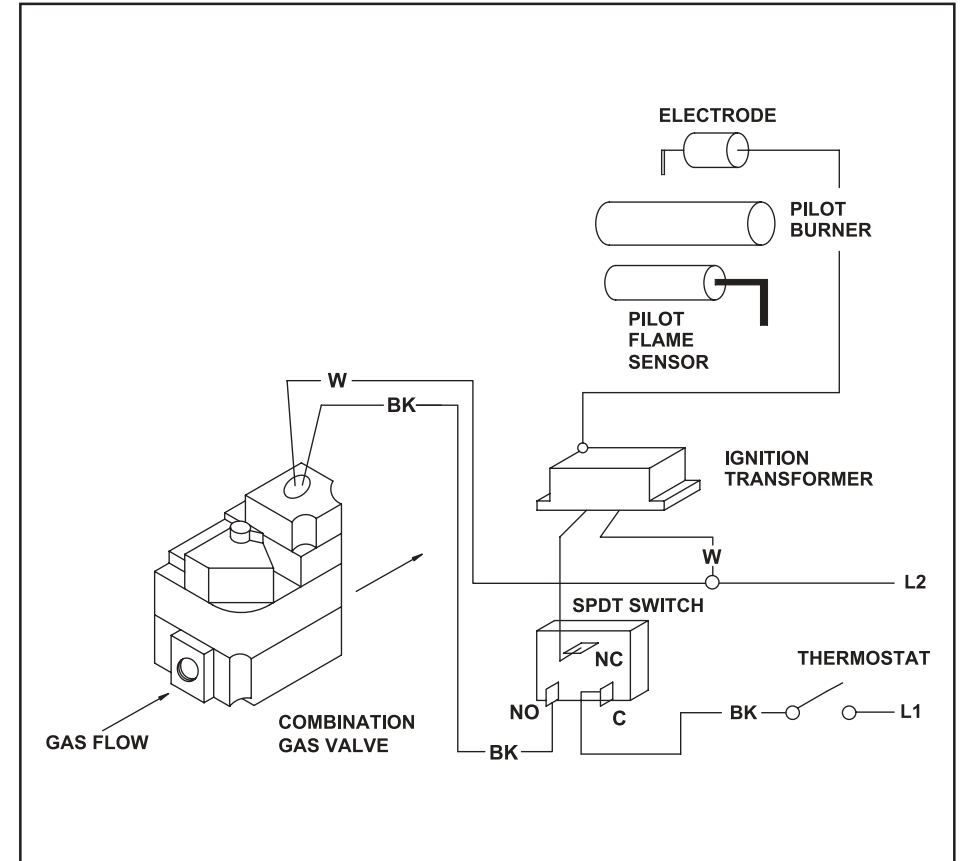 ELECTRODE
PILOT
BURNER
PILOT
FLAME
SENSOR
W
BK
IGNITION
TRANSFORMER
W
L2
SPDT SWITCH
NC
THERMOSTAT
NO
C
BK
L1
COMBINATION
GAS VALVE
GAS FLOW
BK